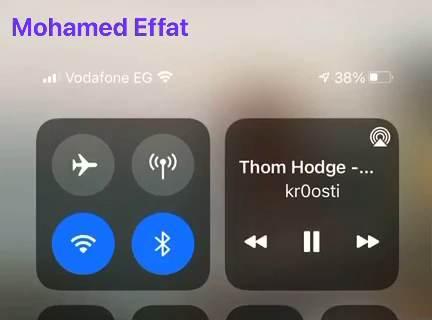 Mohamed Effat
Vodafone EG
38%
Thom Hodge -...
kr0osti